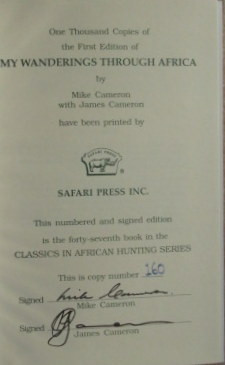 One Thousand Copies of
the First Edition of
MY WANDERINGS THROUGH AFRICA
by
Mike Cameron
with James Cameron
have been printed by
SAFARI PRESS
®
SAFARI PRESS INC.
This numbered and signed edition
is the forty-seventh book in the
CLASSICS IN AFRICAN HUNTING SERIES
This is copy number 160
Signed
Mike Cameron
Signed
James Cameron